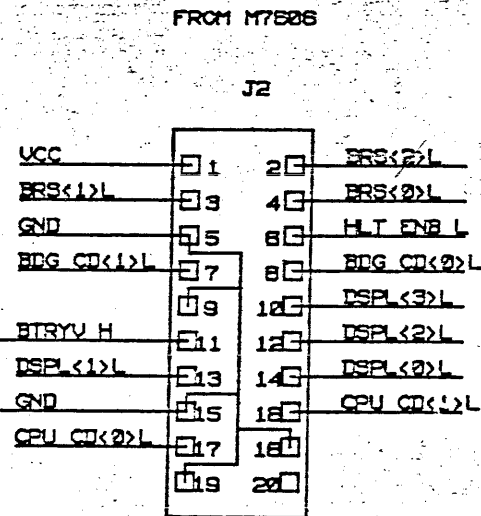 FROM M7606
J2
VCC 1 2 BRS<2>L
BRS<1>L 3 4 BRS<0>L
GND 5 6 HLT ENB L
BDG CD<1>L 7 8 BDG CD<0>L
9 10 DSPL<3>L
BTRYV H 11 12 DSPL<2>L
DSPL<1>L 13 14 DSPL<0>L
GND 15 16 CPU CD<1>L
CPU CD<0>L 17 18
19 20